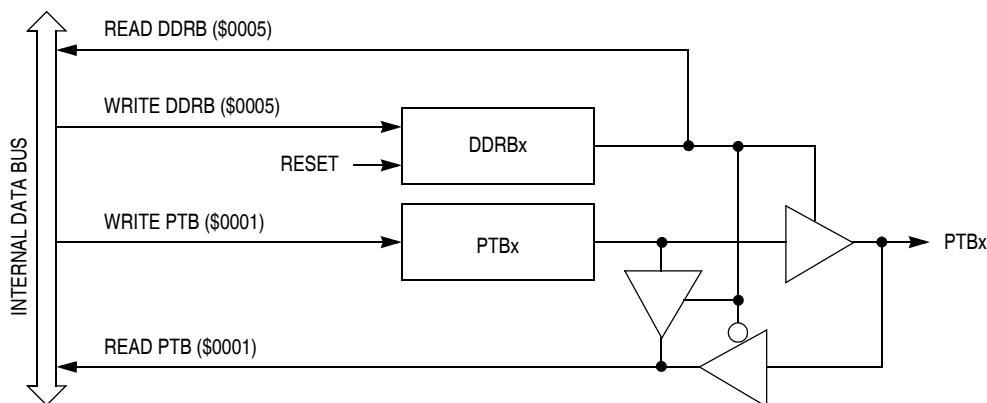 READ DDRB ($0005)
WRITE DDRB ($0005)
DDRBx
RESET
INTERNAL DATA BUS
WRITE PTB ($0001)
PTBx
PTBx
READ PTB ($0001)